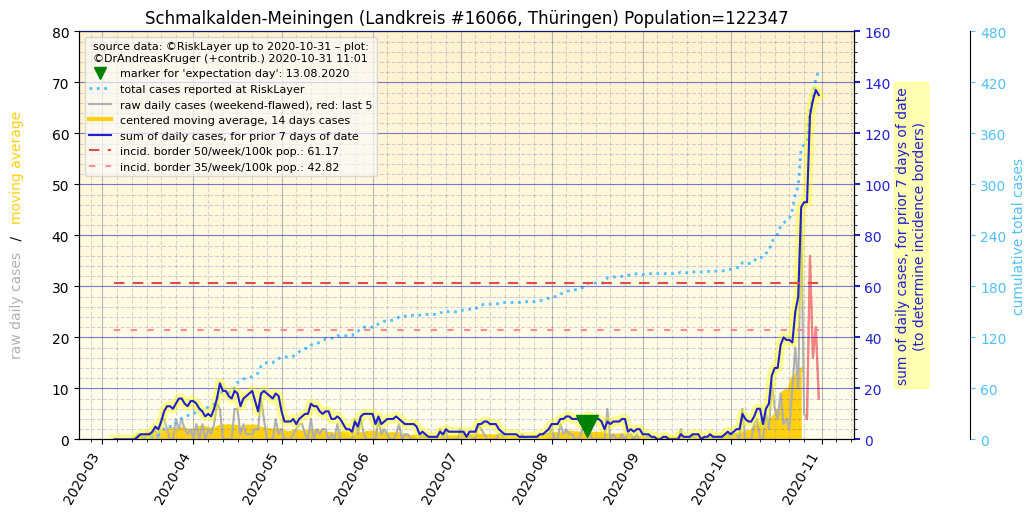 Schmalkalden-Meiningen (Landkreis #16066, Thüringen) Population=122347
source data: ©RiskLayer up to 2020-10-31 – plot:
©DrAndreasKruger (+contrib.) 2020-10-31 11:01
marker for 'expectation day': 13.08.2020
total cases reported at RiskLayer
raw daily cases (weekend-flawed), red: last 5
centered moving average, 14 days cases
sum of daily cases, for prior 7 days of date
incid. border 50/week/100k pop.: 61.17
incid. border 35/week/100k pop.: 42.82
raw daily cases / moving average
80
70
60
50
40
30
20
10
0
160
140
120
100
80
60
40
20
0
sum of daily cases, for prior 7 days of date
(to determine incidence borders)
480
420
360
300
240
180
120
60
0
cumulative total cases
2020-03
2020-04
2020-05
2020-06
2020-07
2020-08
2020-09
2020-10
2020-11